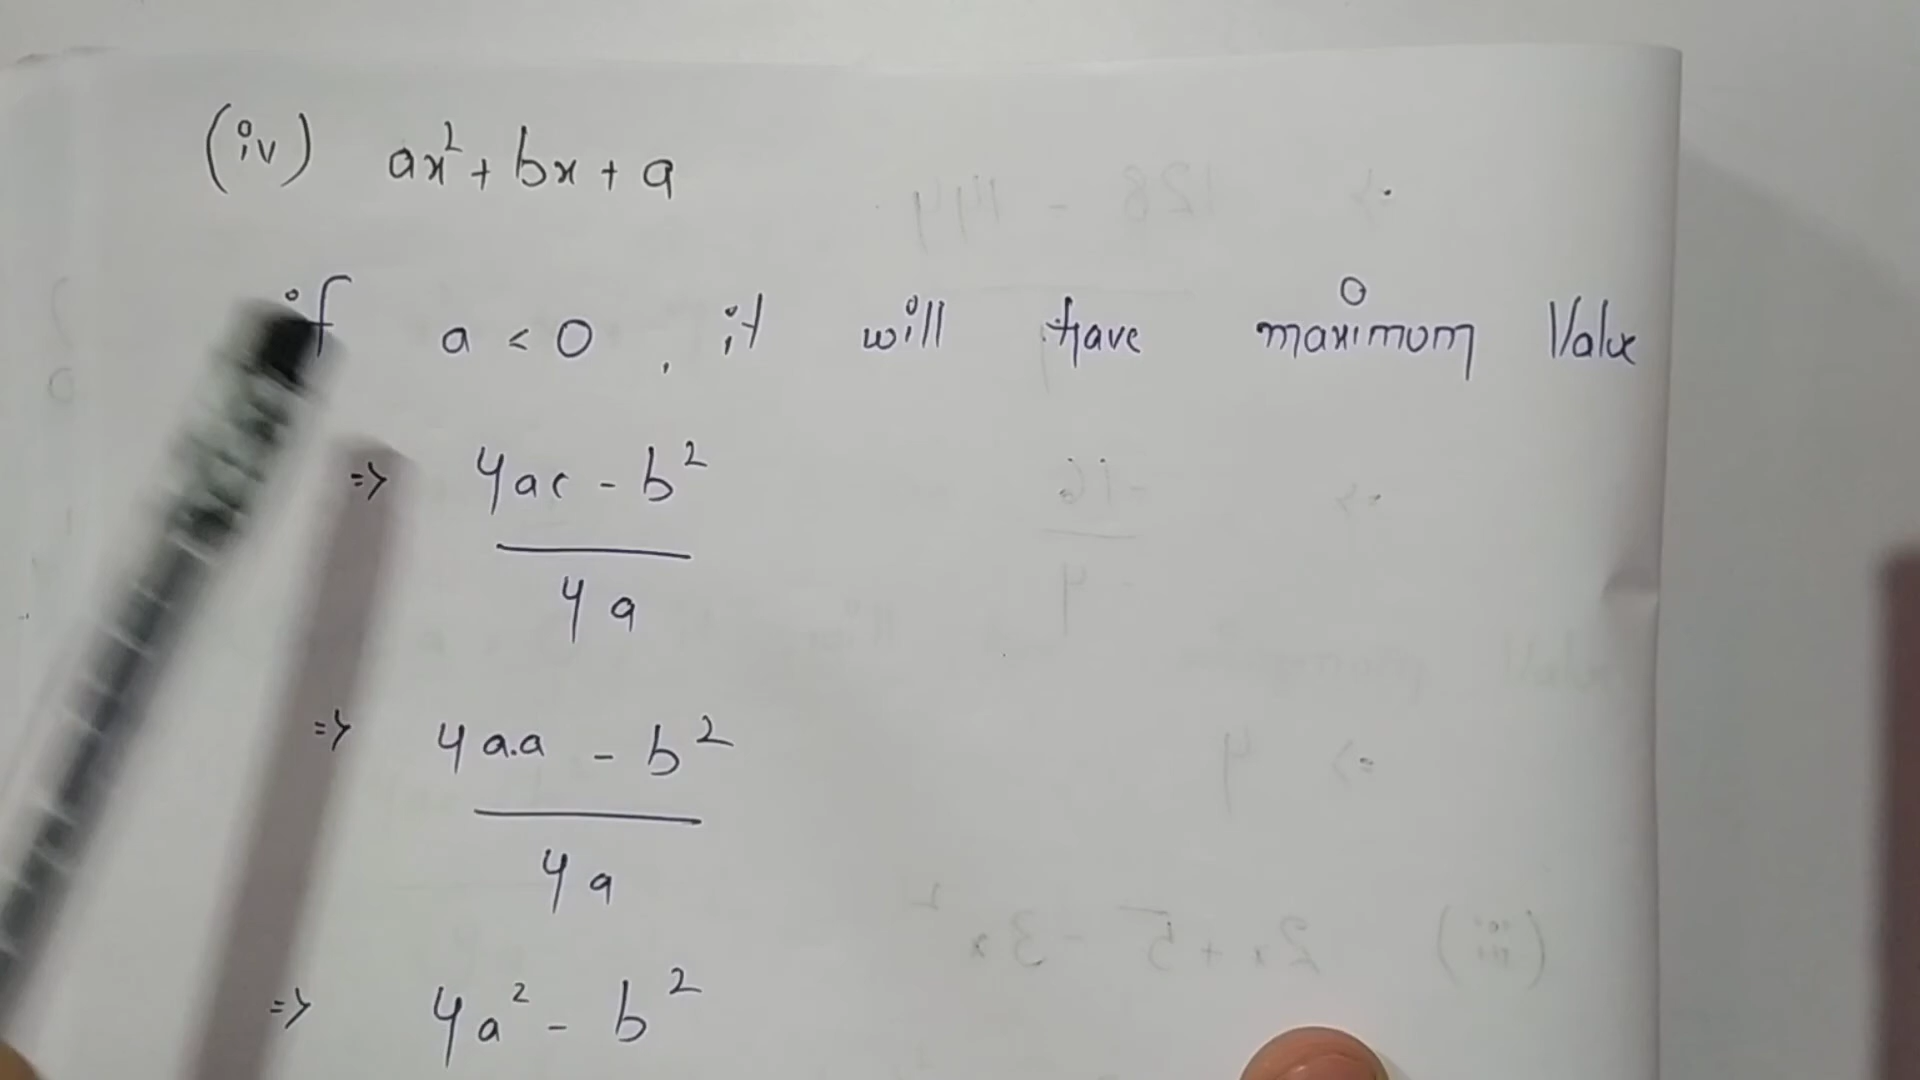 (iv) ax² + bx + a
if a < 0 , it will have maximum Value
=> 4ac - b²
4a
=> 4a.a - b²
4a
=> 4a² - b²